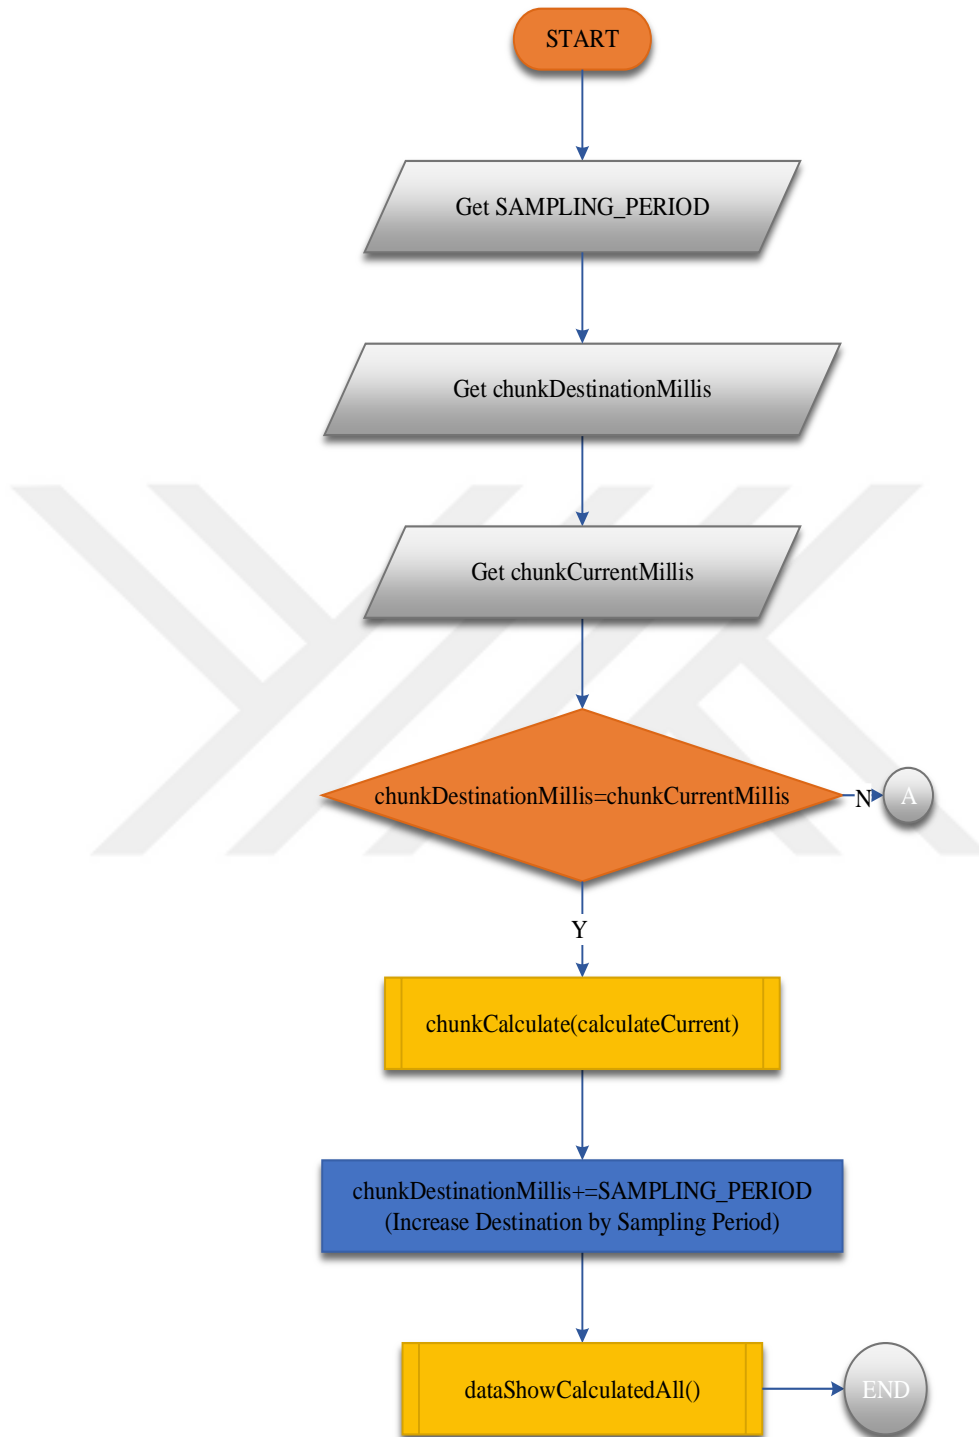 START
Get SAMPLING_PERIOD
Get chunkDestinationMillis
Get chunkCurrentMillis
chunkDestinationMillis=chunkCurrentMillis
N
A
Y
chunkCalculate(calculateCurrent)
chunkDestinationMillis+=SAMPLING_PERIOD
(Increase Destination by Sampling Period)
dataShowCalculatedAll()
END